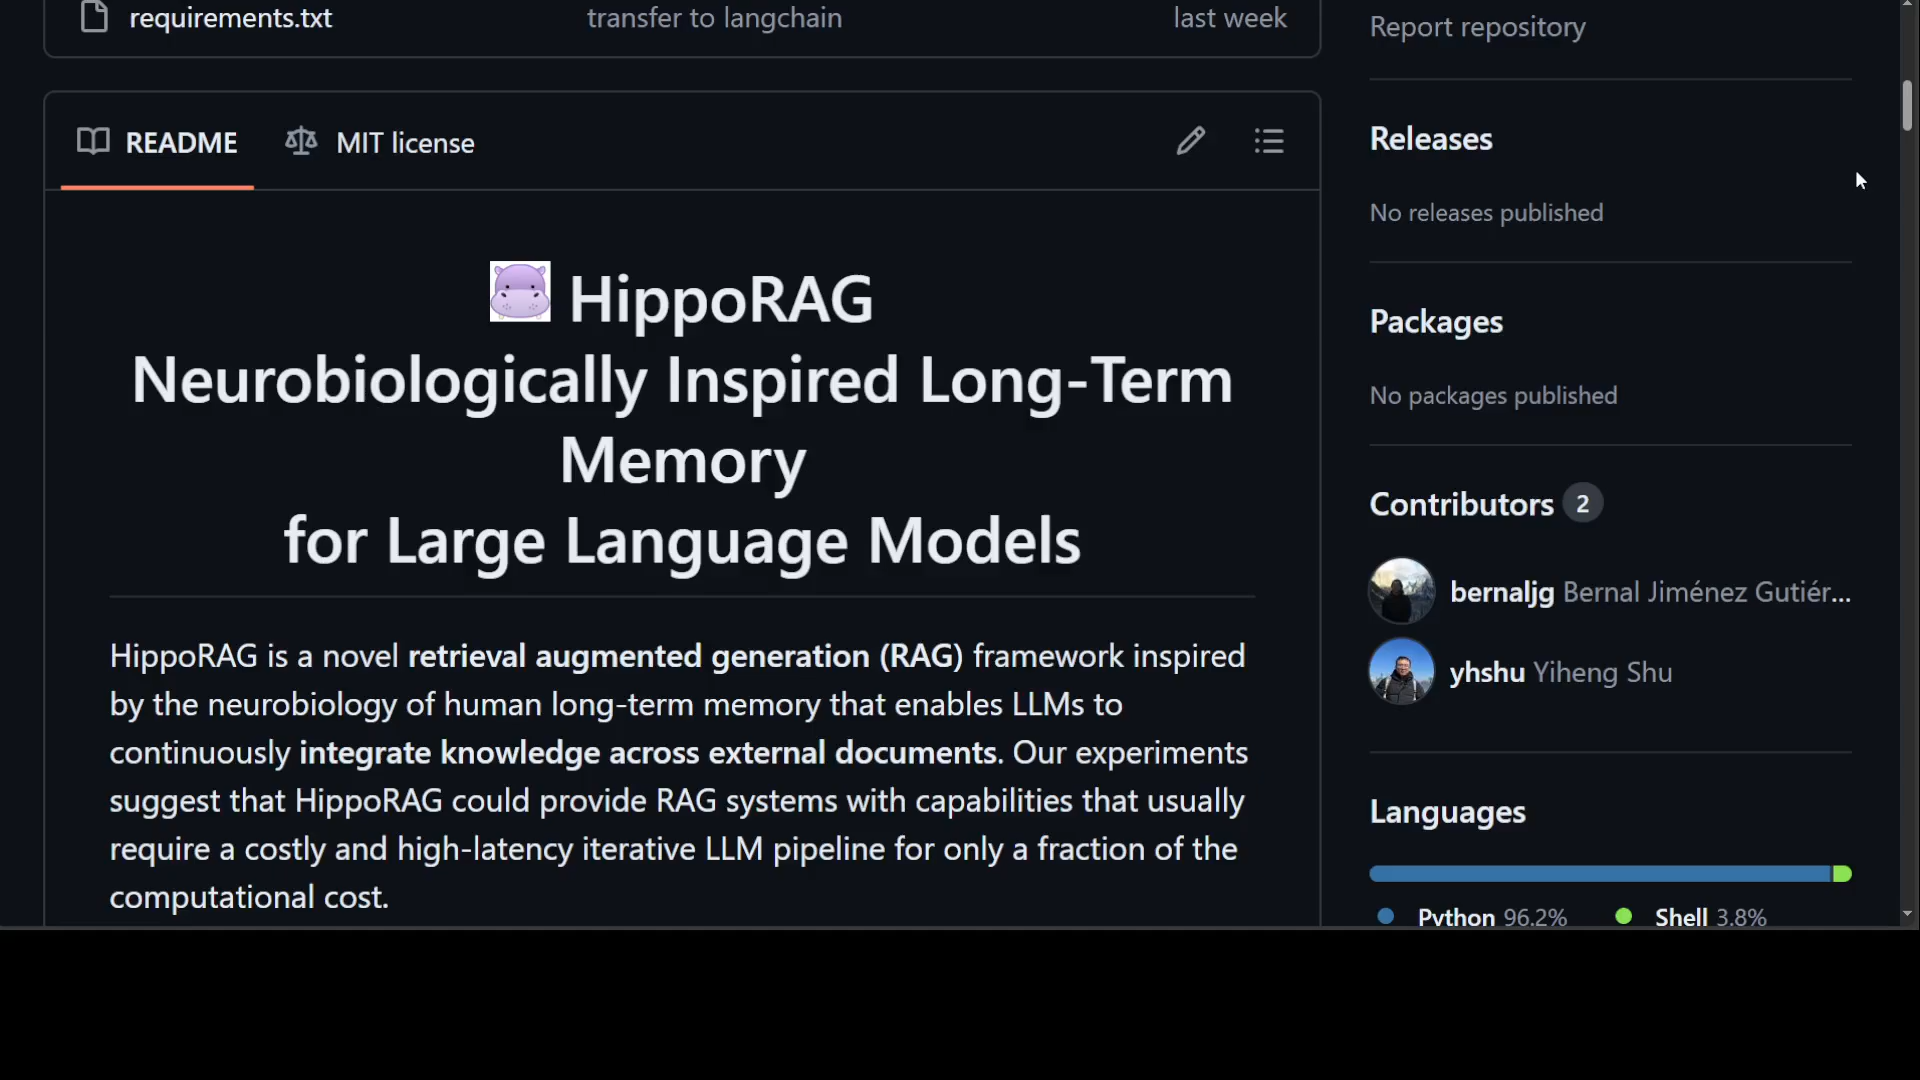 requirements.txt transfer to langchain last week
README MIT license
HippoRAG
Neurobiologically Inspired Long-Term
Memory
for Large Language Models
HippoRAG is a novel retrieval augmented generation (RAG) framework inspired
by the neurobiology of human long-term memory that enables LLMs to
continuously integrate knowledge across external documents. Our experiments
suggest that HippoRAG could provide RAG systems with capabilities that usually
require a costly and high-latency iterative LLM pipeline for only a fraction of the
computational cost.
Report repository
Releases
No releases published
Packages
No packages published
Contributors 2
bernaljg Bernal Jiménez Gutiér...
yhshu Yiheng Shu
Languages
Python 96.2% Shell 3.8%